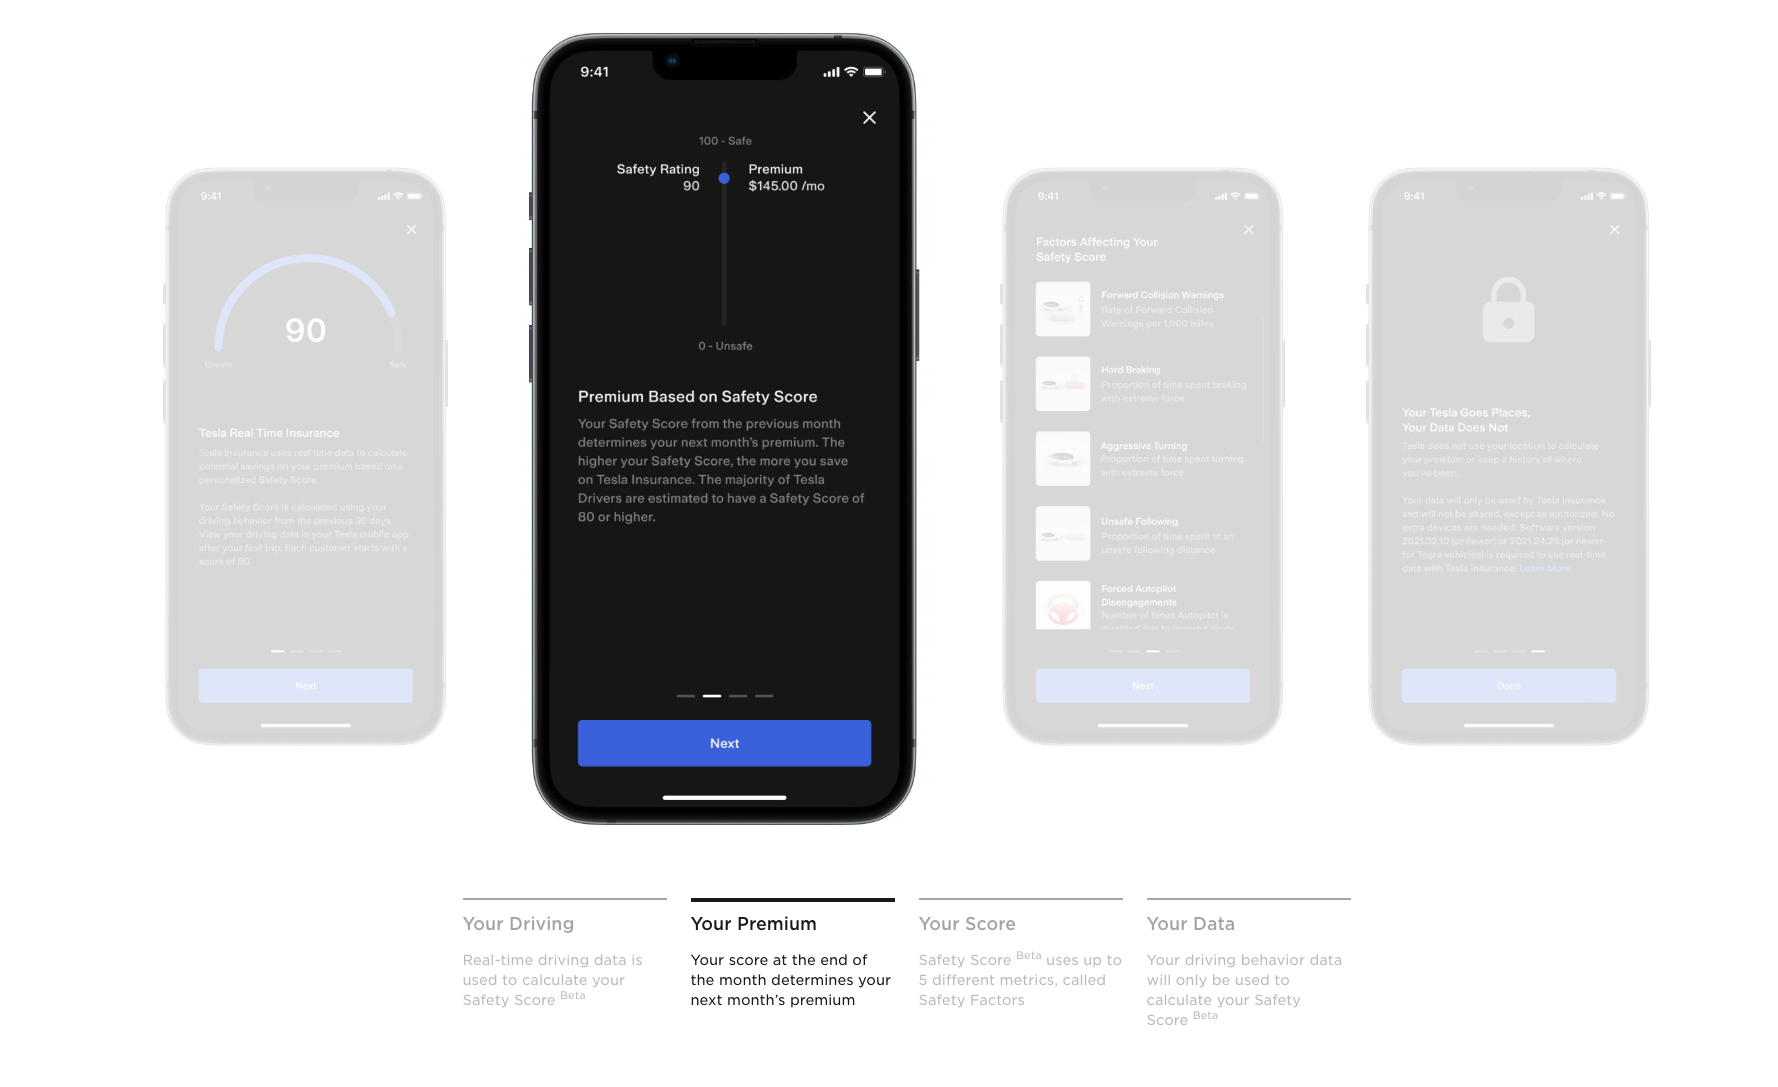 9:41
90
Unsafe
Safe
Tesla Real Time Insurance
Tesla Insurance uses real time data to calculate
potential savings on your premium based on a
personalized Safety Score.
Your Safety Score is calculated using your
driving behavior from the previous 30 days.
View your driving data in your Tesla mobile app
after your first trip. Each customer starts with a
score of 90.
Next
9:41
100 - Safe
Safety Rating
90
Premium
$145.00 /mo
0 - Unsafe
Premium Based on Safety Score
Your Safety Score from the previous month
determines your next month's premium. The
higher your Safety Score, the more you save
on Tesla Insurance. The majority of Tesla
Drivers are estimated to have a Safety Score of
80 or higher.
Next
9:41
Factors Affecting Your
Safety Score
Forward Collision Warnings
Rate of Forward Collision
Warnings per 1,000 miles
Hard Braking
Proportion of time spent braking
with extreme force
Aggressive Turning
Proportion of time spent turning
with extreme force
Unsafe Following
Proportion of time spent at an
unsafe following distance
Forced Autopilot
Disengagements
Number of times Autopilot is
Next
9:41
Your Tesla Goes Places,
Your Data Does Not
Tesla does not use your location to calculate
your premium or keep a history of where
you've been.
Your data will only be used by Tesla Insurance
and will not be shared, except as authorized. No
extra devices are needed. Software version
2021.32.10 (or newer) or 2021.24.25 (or newer
for Tegra vehicles) is required to use real-time
data with Tesla Insurance. Learn More
Done
Your Driving
Real-time driving data is
used to calculate your
Safety Score Beta
Your Premium
Your score at the end of
the month determines your
next month's premium
Your Score
Safety Score Beta uses up to
5 different metrics, called
Safety Factors
Your Data
Your driving behavior data
will only be used to
calculate your Safety
Score Beta